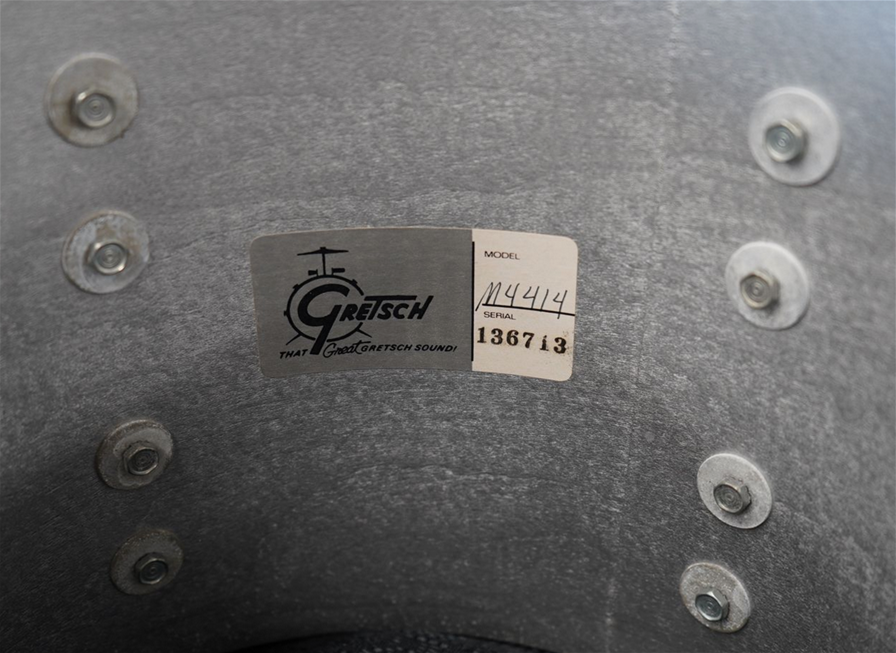 GRETSCH
THAT Great GRETSCH SOUND!
MODEL
M4414
SERIAL
136713